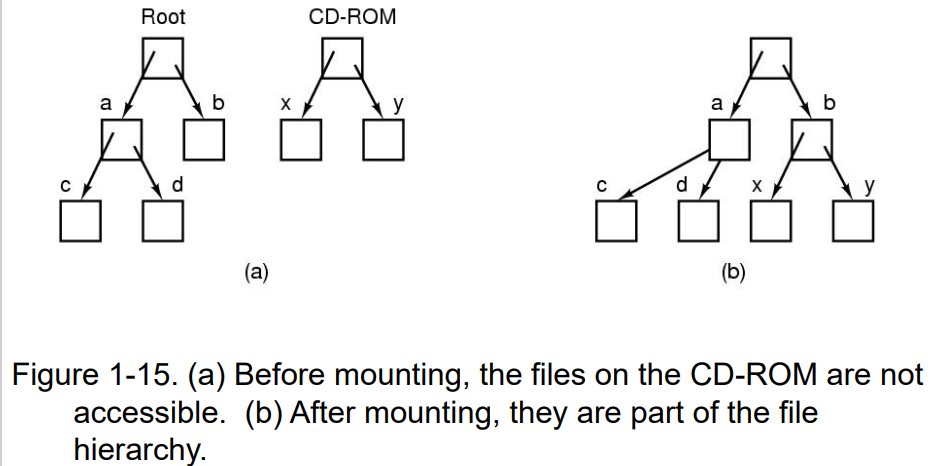 Root CD-ROM
a b x y
a b
c d
c d x y
(a) (b)
Figure 1-15. (a) Before mounting, the files on the CD-ROM are not
accessible.  (b) After mounting, they are part of the file
hierarchy.